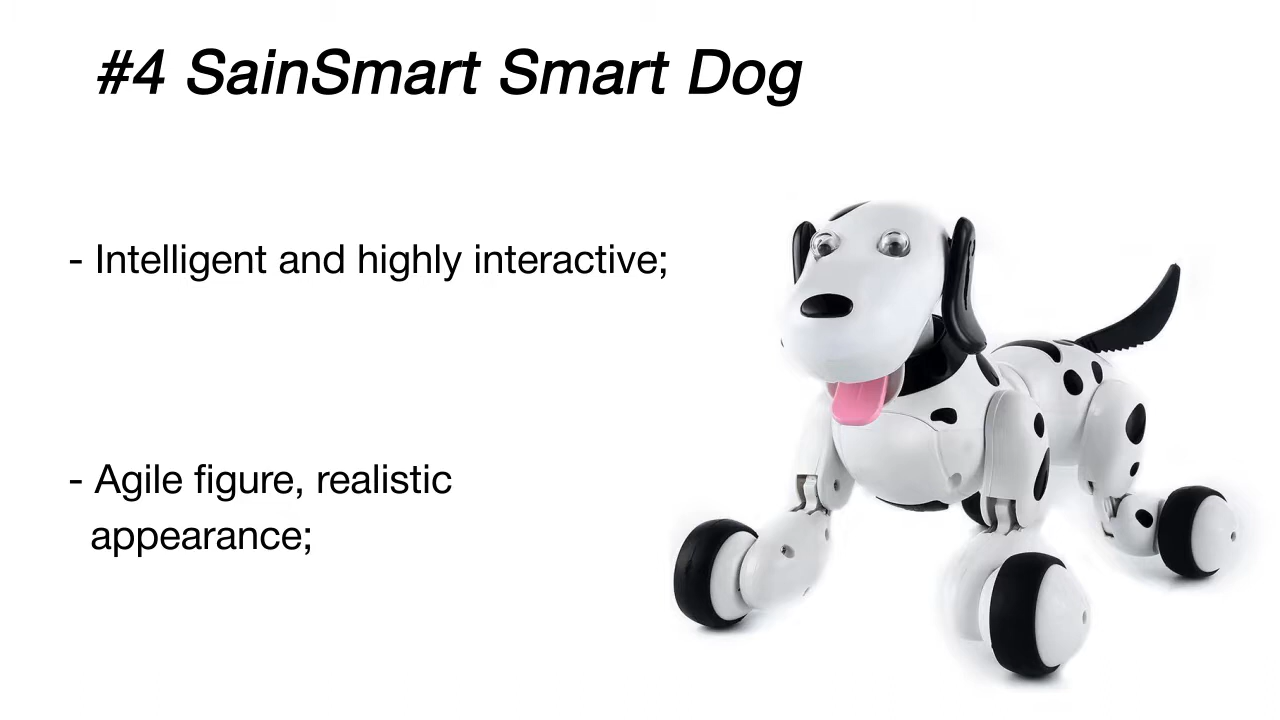 #4 SainSmart Smart Dog
- Intelligent and highly interactive;
- Agile figure, realistic
appearance;